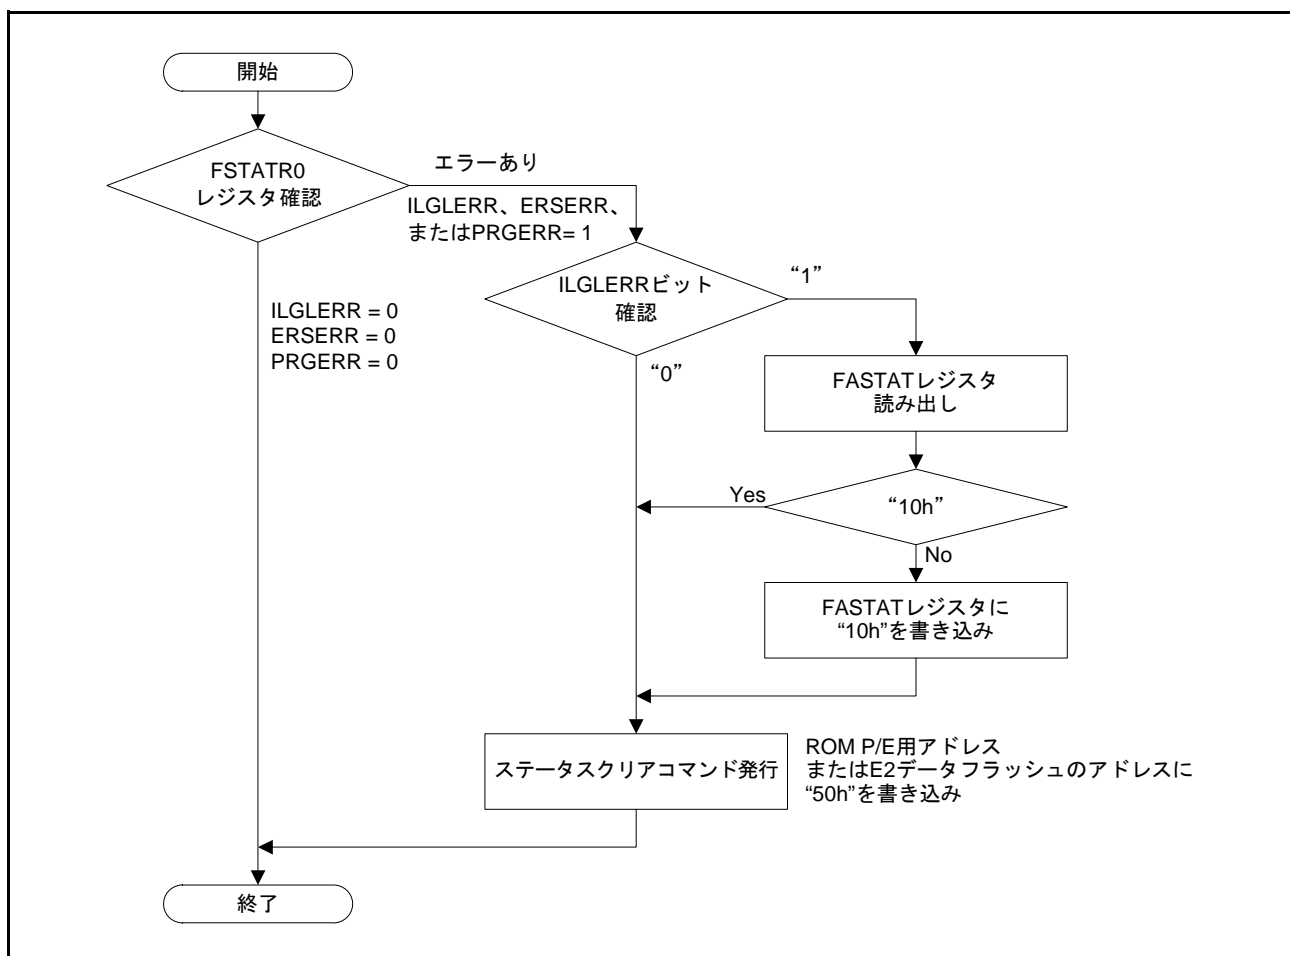 開始
FSTATR0
レジスタ確認
エラーあり
ILGLERR、ERSERR、
またはPRGERR= 1
ILGLERR = 0
ERSERR = 0
PRGERR = 0
ILGLERRビット
確認
“1”
“0”
FASTATレジスタ
読み出し
Yes
“10h”
No
FASTATレジスタに
“10h”を書き込み
ステータスクリアコマンド発行
ROM P/E用アドレス
またはE2データフラッシュのアドレスに
“50h”を書き込み
終了